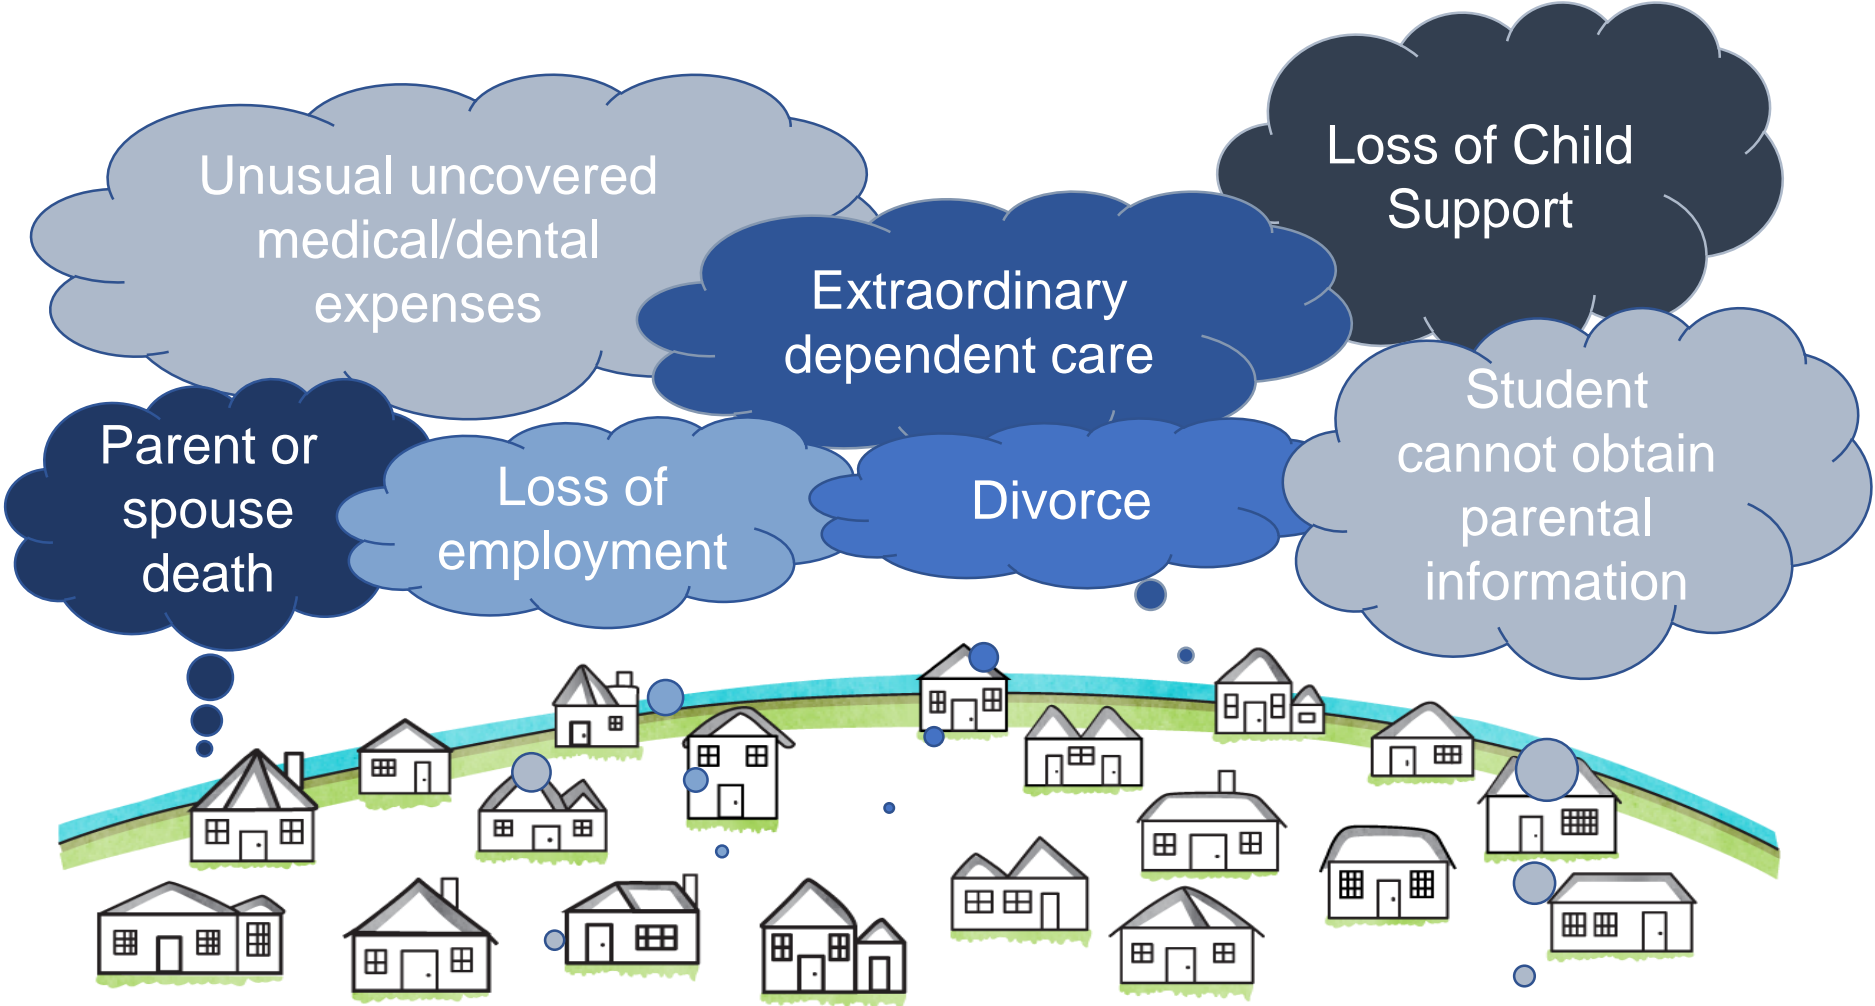 Unusual uncovered
medical/dental
expenses
Loss of Child
Support
Extraordinary
dependent care
Parent or
spouse
death
Loss of
employment
Divorce
Student
cannot obtain
parental
information